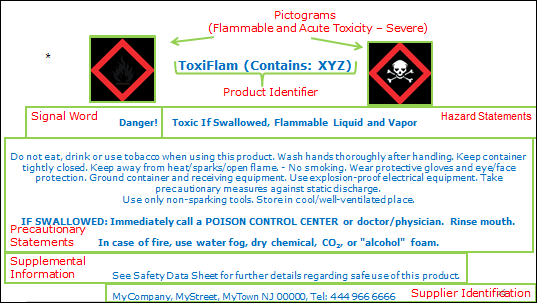 Pictograms
(Flammable and Acute Toxicity – Severe)
*
ToxiFlam (Contains: XYZ)
Product Identifier
Signal Word
Danger!
Toxic If Swallowed, Flammable Liquid and Vapor
Hazard Statements
Do not eat, drink or use tobacco when using this product. Wash hands thoroughly after handling. Keep container
tightly closed. Keep away from heat/sparks/open flame. - No smoking. Wear protective gloves and eye/face
protection. Ground container and receiving equipment. Use explosion-proof electrical equipment. Take
precautionary measures against static discharge.
Use only non-sparking tools. Store in cool/well-ventilated place.
IF SWALLOWED: Immediately call a POISON CONTROL CENTER or doctor/physician. Rinse mouth.
Precautionary
Statements
In case of fire, use water fog, dry chemical, CO₂, or "alcohol" foam.
Supplemental
Information
See Safety Data Sheet for further details regarding safe use of this product.
MyCompany, MyStreet, MyTown NJ 00000, Tel: 444 966 6666
Supplier Identification